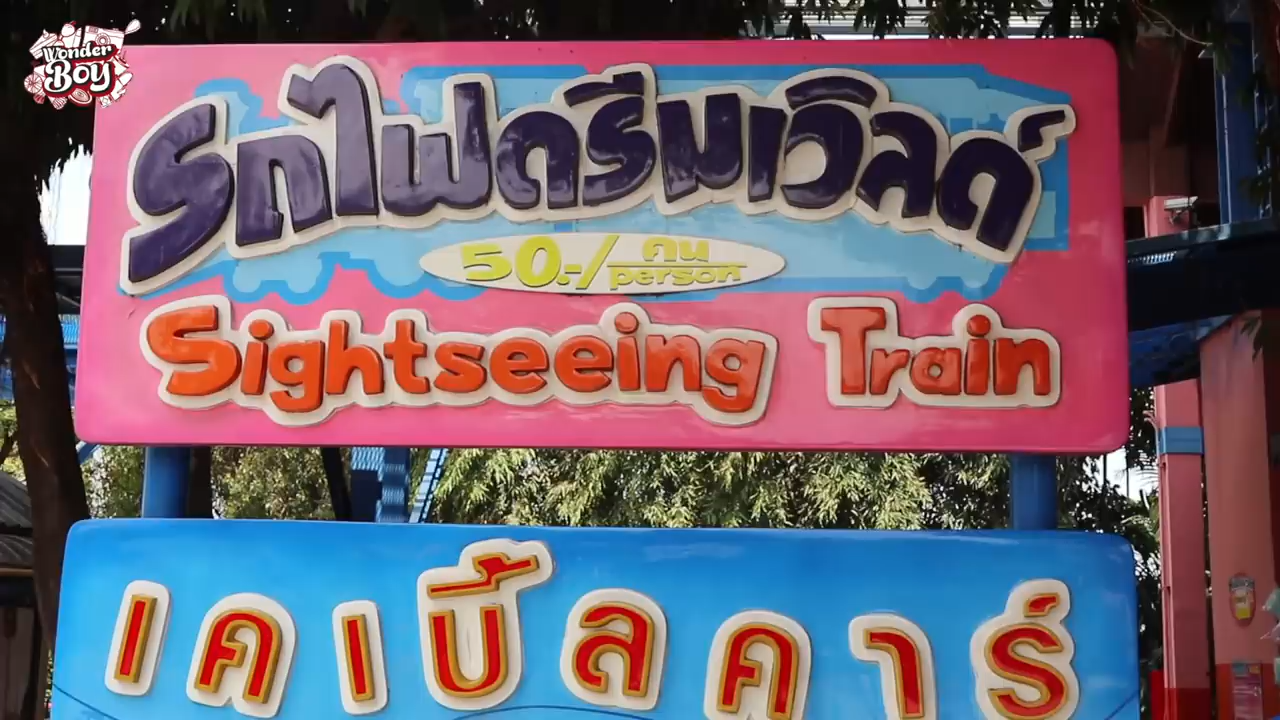 Wonder
Boy
รถไฟดรีมเวิลด์
50.-/คน
person
Sightseeing Train
เคเบิ้ลคาร์